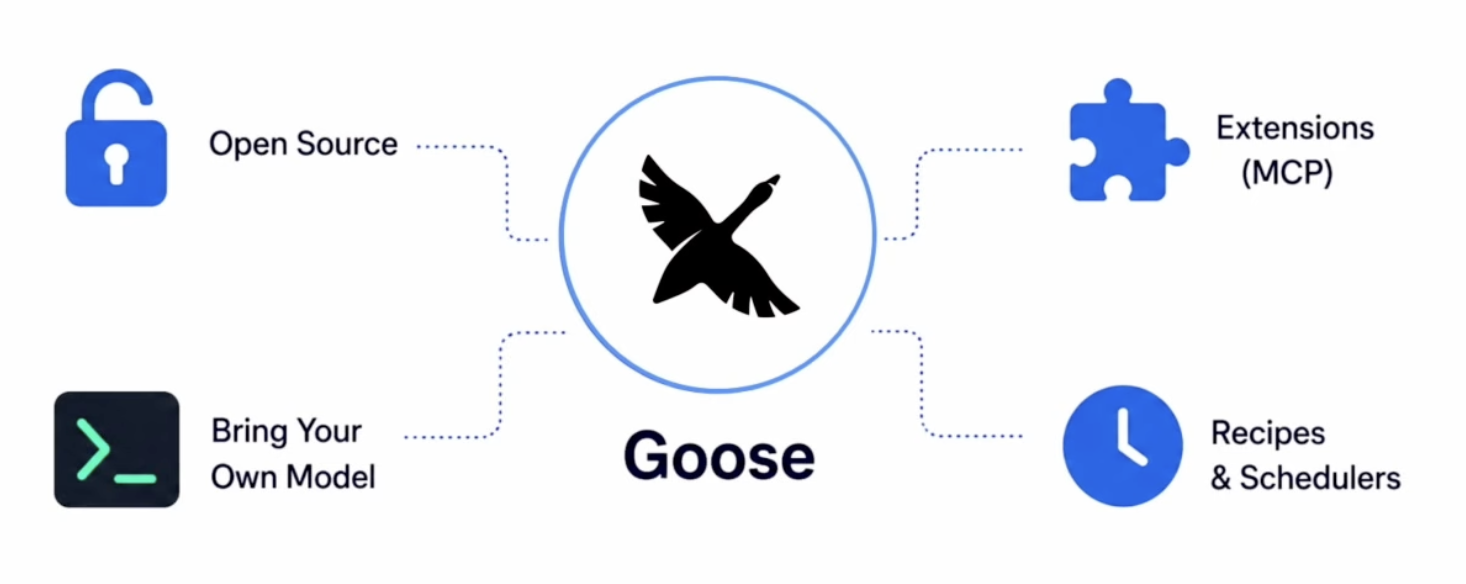 Open Source
Extensions
(MCP)
Bring Your
Own Model
Goose
Recipes
& Schedulers